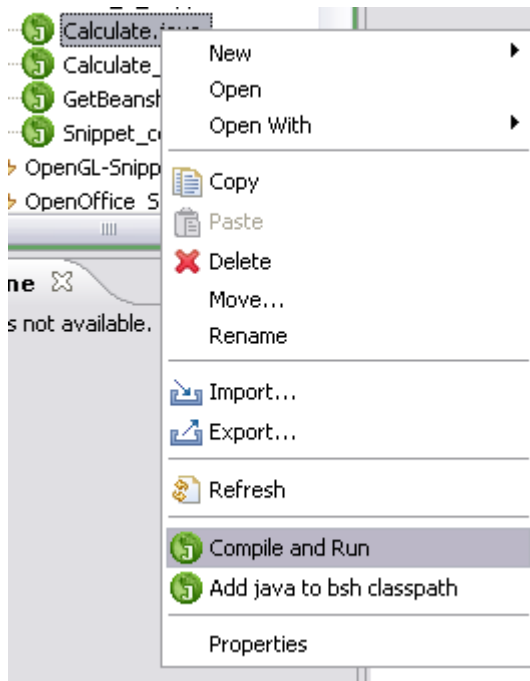 Calculate.java
Calculate_
GetBeansh
Snippet_c
OpenGL-Snipp
OpenOffice_S
ne
s not available.
New
Open
Open With
Copy
Paste
Delete
Move...
Rename
Import...
Export...
Refresh
Compile and Run
Add java to bsh classpath
Properties